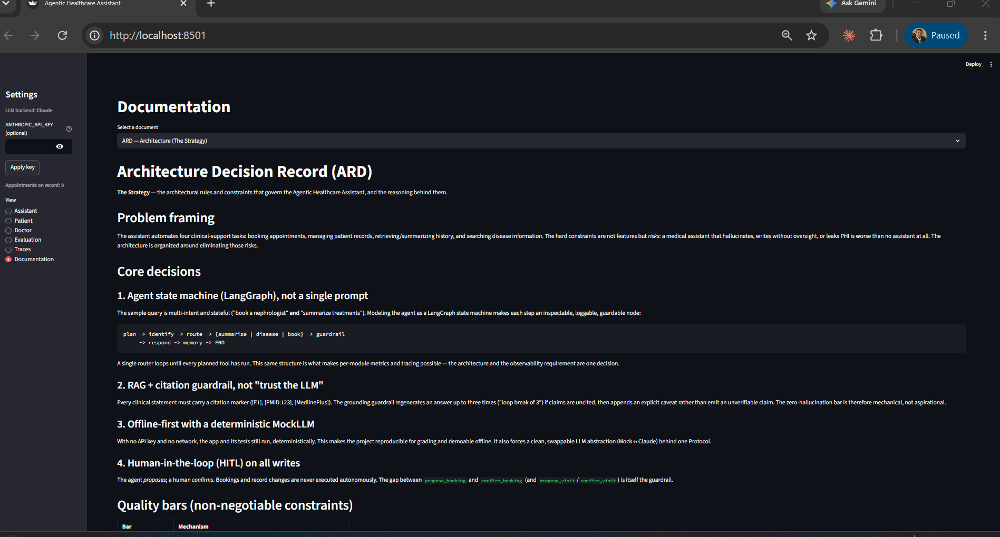 Agentic Healthcare Assistant
Ask Gemini
http://localhost:8501
Paused
Deploy
Settings
LLM backend: Claude
ANTHROPIC_API_KEY
(optional)
Apply key
Appointments on record: 9
View
Assistant
Patient
Doctor
Evaluation
Traces
Documentation
Documentation
Select a document
ARD — Architecture (The Strategy)
Architecture Decision Record (ARD)
The Strategy — the architectural rules and constraints that govern the Agentic Healthcare Assistant, and the reasoning behind them.
Problem framing
The assistant automates four clinical-support tasks: booking appointments, managing patient records, retrieving/summarizing history, and searching disease information. The hard constraints are not features but risks: a medical assistant that hallucinates, writes without oversight, or leaks PHI is worse than no assistant at all. The
architecture is organized around eliminating those risks.
Core decisions
1. Agent state machine (LangGraph), not a single prompt
The sample query is multi-intent and stateful ("book a nephrologist" and "summarize treatments"). Modeling the agent as a LangGraph state machine makes each step an inspectable, loggable, guardable node:
plan -> identify -> route -> {summarize | disease | book} -> guardrail
-> respond -> memory -> END
A single router loops until every planned tool has run. This same structure is what makes per-module metrics and tracing possible — the architecture and the observability requirement are one decision.
2. RAG + citation guardrail, not "trust the LLM"
Every clinical statement must carry a citation marker ([E1], [PMID:123], [MedlinePlus]). The grounding guardrail regenerates an answer up to three times ("loop break of 3") if claims are uncited, then appends an explicit caveat rather than emit an unverifiable claim. The zero-hallucination bar is therefore mechanical, not aspirational.
3. Offline-first with a deterministic MockLLM
With no API key and no network, the app and its tests still run, deterministically. This makes the project reproducible for grading and demoable offline. It also forces a clean, swappable LLM abstraction (Mock ↔ Claude) behind one Protocol.
4. Human-in-the-loop (HITL) on all writes
The agent proposes; a human confirms. Bookings and record changes are never executed autonomously. The gap between propose_booking and confirm_booking (and propose_visit / confirm_visit ) is itself the guardrail.
Quality bars (non-negotiable constraints)
Bar Mechanism